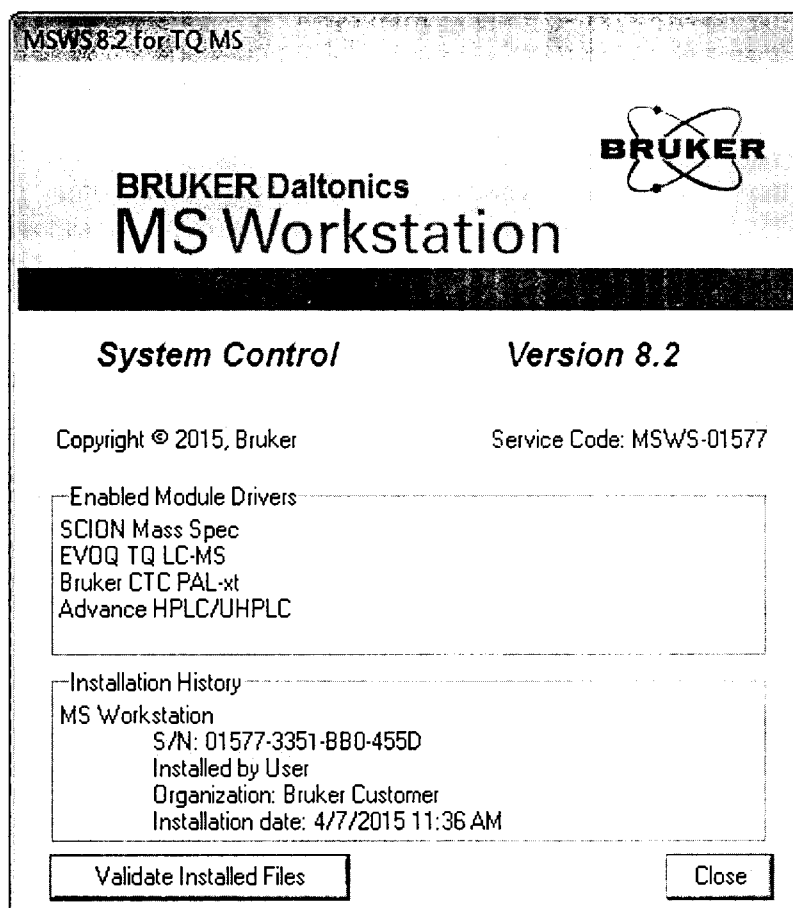 MSWS 8.2 for TQ MS
BRUKER
BRUKER Daltonics
MS Workstation
System Control Version 8.2
Copyright © 2015, Bruker Service Code: MSWS-01577
Enabled Module Drivers
SCION Mass Spec
EVOQ TQ LC-MS
Bruker CTC PAL-xt
Advance HPLC/UHPLC
Installation History
MS Workstation
S/N: 01577-3351-BB0-455D
Installed by User
Organization: Bruker Customer
Installation date: 4/7/2015 11:36 AM
Validate Installed Files Close